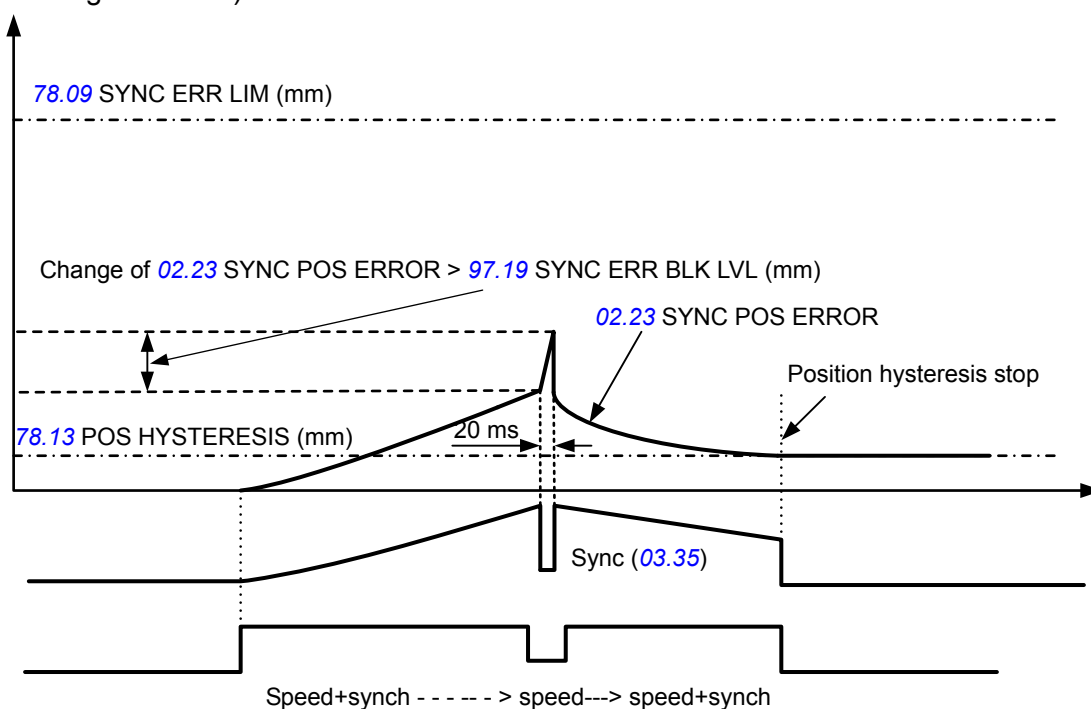 78.09 SYNC ERR LIM (mm)
Change of 02.23 SYNC POS ERROR > 97.19 SYNC ERR BLK LVL (mm)
02.23 SYNC POS ERROR
Position hysteresis stop
78.13 POS HYSTERESIS (mm)
20 ms
Sync (03.35)
Speed+synch - - - -- - > speed---> speed+synch